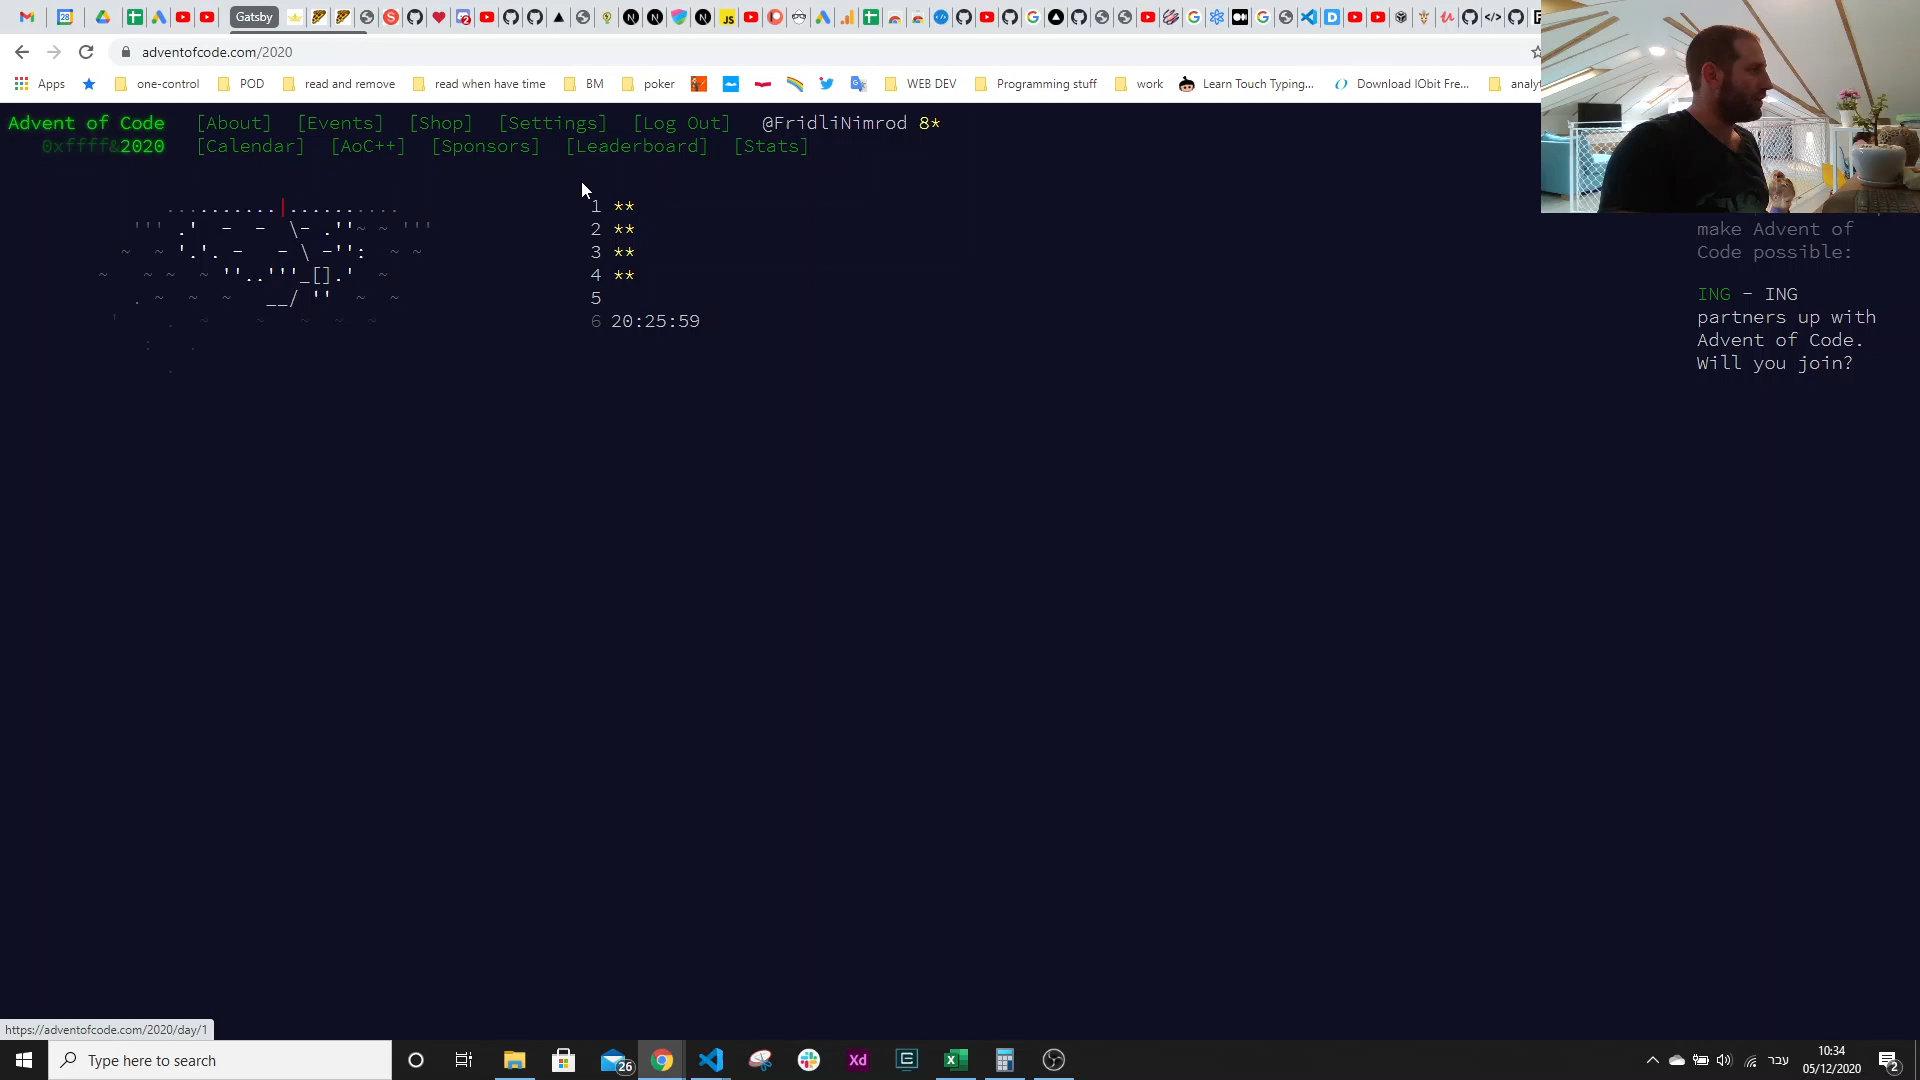 Gatsby
adventofcode.com/2020
Apps one-control POD read and remove read when have time BM poker WEB DEV Programming stuff work Learn Touch Typing... Download IObit Fre... analy
Advent of Code [About] [Events] [Shop] [Settings] [Log Out] @FridliNimrod 8*
0xffff&2020 [Calendar] [AoC++] [Sponsors] [Leaderboard] [Stats]
1 **
2 **
3 **
4 **
5
6 20:25:59
make Advent of
Code possible:
ING - ING
partners up with
Advent of Code.
Will you join?
https://adventofcode.com/2020/day/1
Type here to search
26
Xd
עבר
10:34
05/12/2020
2